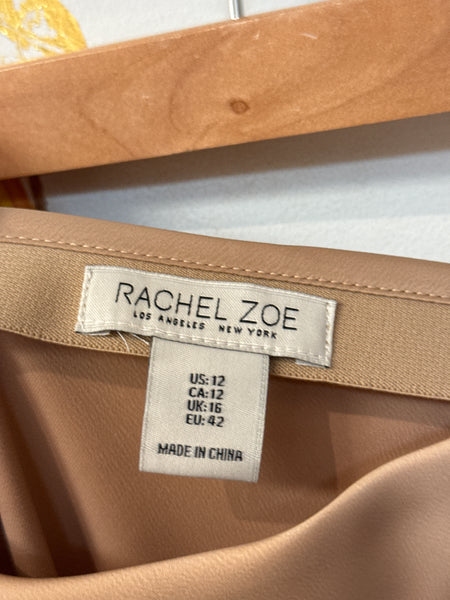 RACHEL ZOE
LOS ANGELES NEW YORK
US:12
CA:12
UK:16
EU:42
MADE IN CHINA